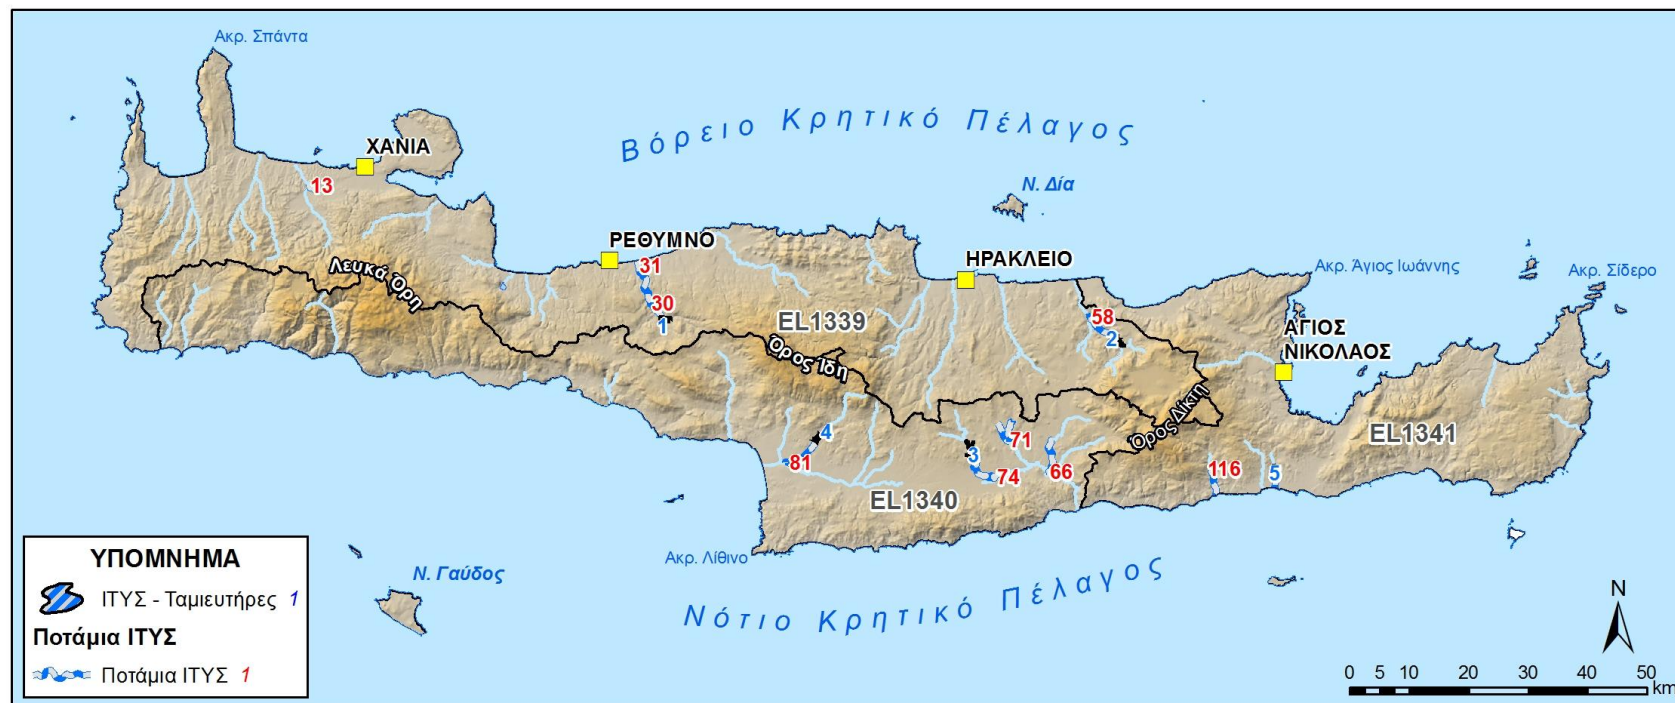 Ακρ. Σπάντα
Βόρειο Κρητικό Πέλαγος
ΧΑΝΙΑ
13
Ν. Δία
ΡΕΘΥΜΝΟ
31
30
1
Λευκά Όρη
ΗΡΑΚΛΕΙΟ
Ακρ. Άγιος Ιωάννης
Ακρ. Σίδερο
EL1339
58
2
ΑΓΙΟΣ
ΝΙΚΟΛΑΟΣ
Όρος Ίδη
Όρος Δίκτη
EL1341
4
81
71
3
74
66
116
5
EL1340
Ακρ. Λίθινο
Ν. Γαύδος
Νότιο Κρητικό Πέλαγος
ΥΠΟΜΝΗΜΑ
ΙΤΥΣ - Ταμιευτήρες 1
Ποτάμια ΙΤΥΣ
Ποτάμια ΙΤΥΣ 1
N
0 5 10 20 30 40 50
km